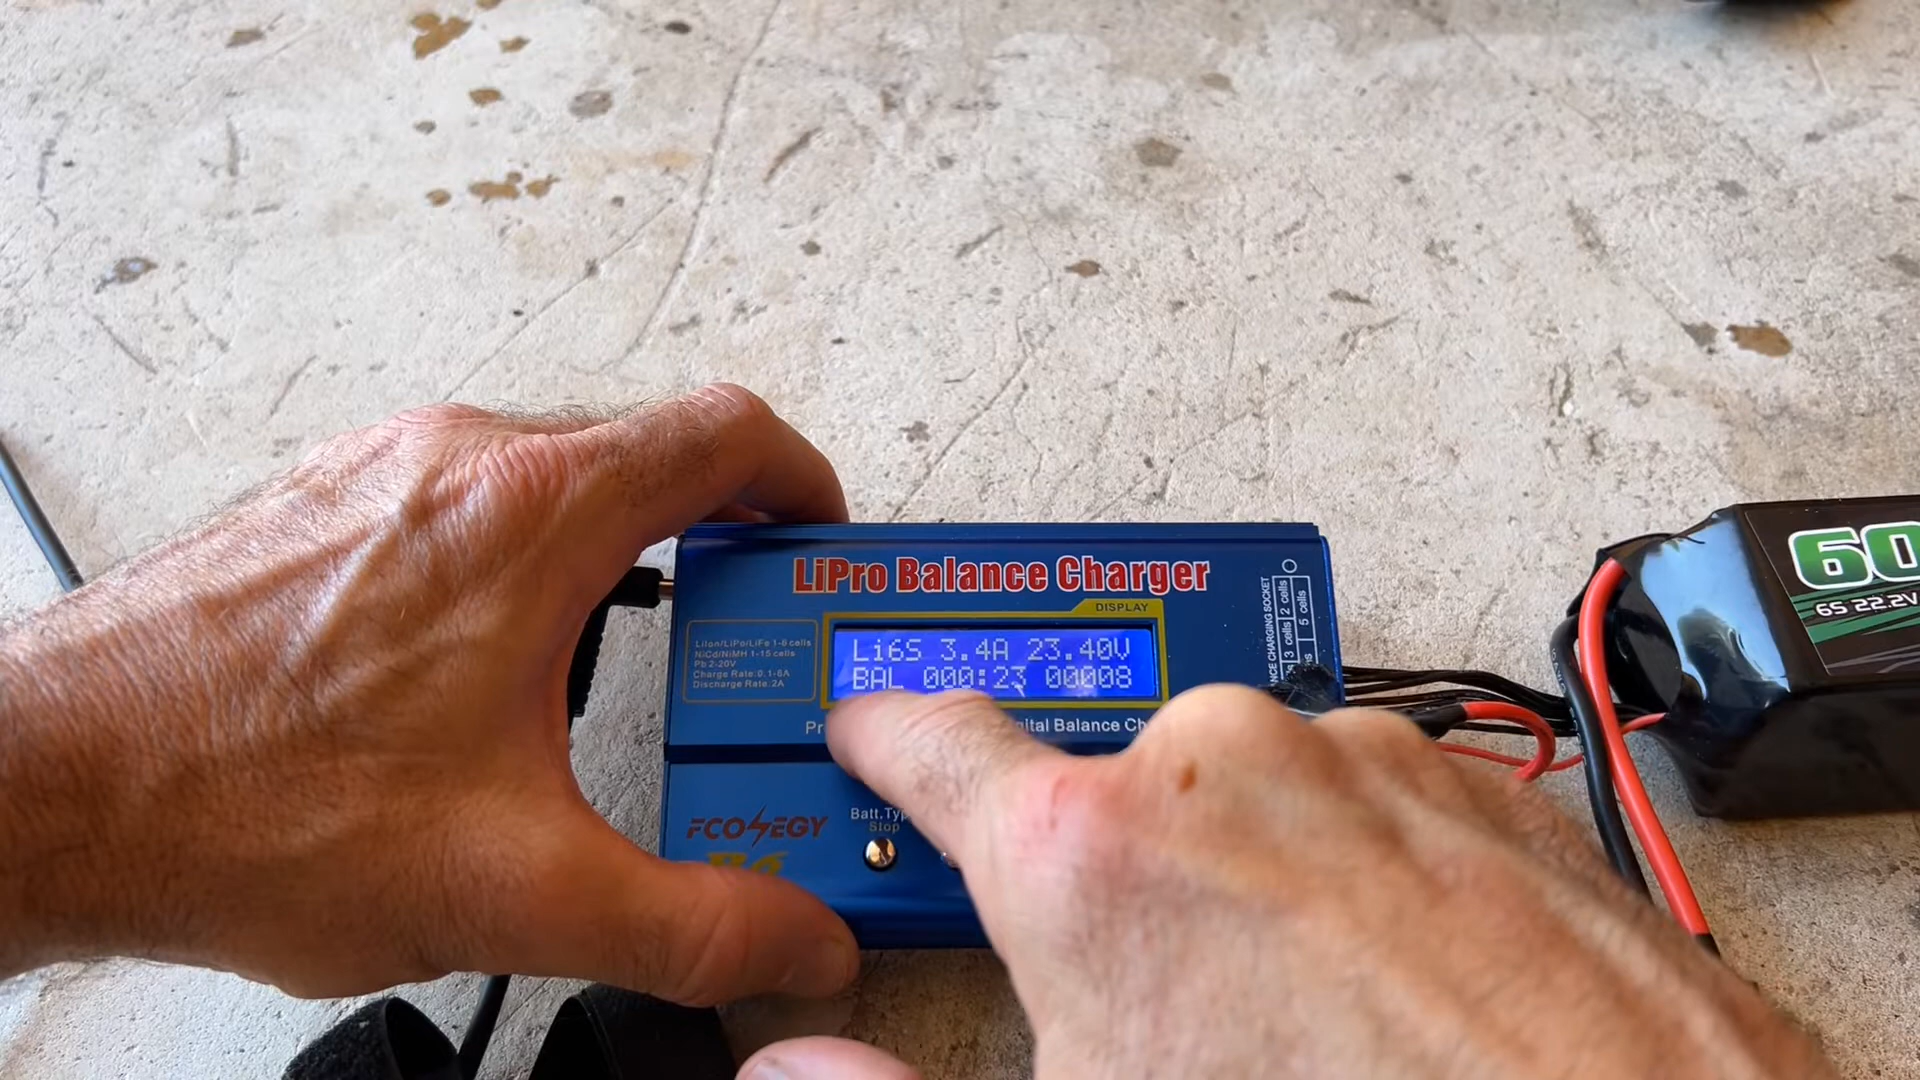 LiPro Balance Charger
DISPLAY
Li6S 3.4A 23.40V
BAL 000:23 00008
LiIon/LiPo/LiFe 1-6 cells
NiCd/NiMH 1-15 cells
Pb 2-20V
Charge Rate:0.1-6A
Discharge Rate:2A
Balance Ch
FCONEGY
Batt.Typ
Stop
CHARGING SOCKET
2 cells
3 cells
5 cells
60
6S 22.2V